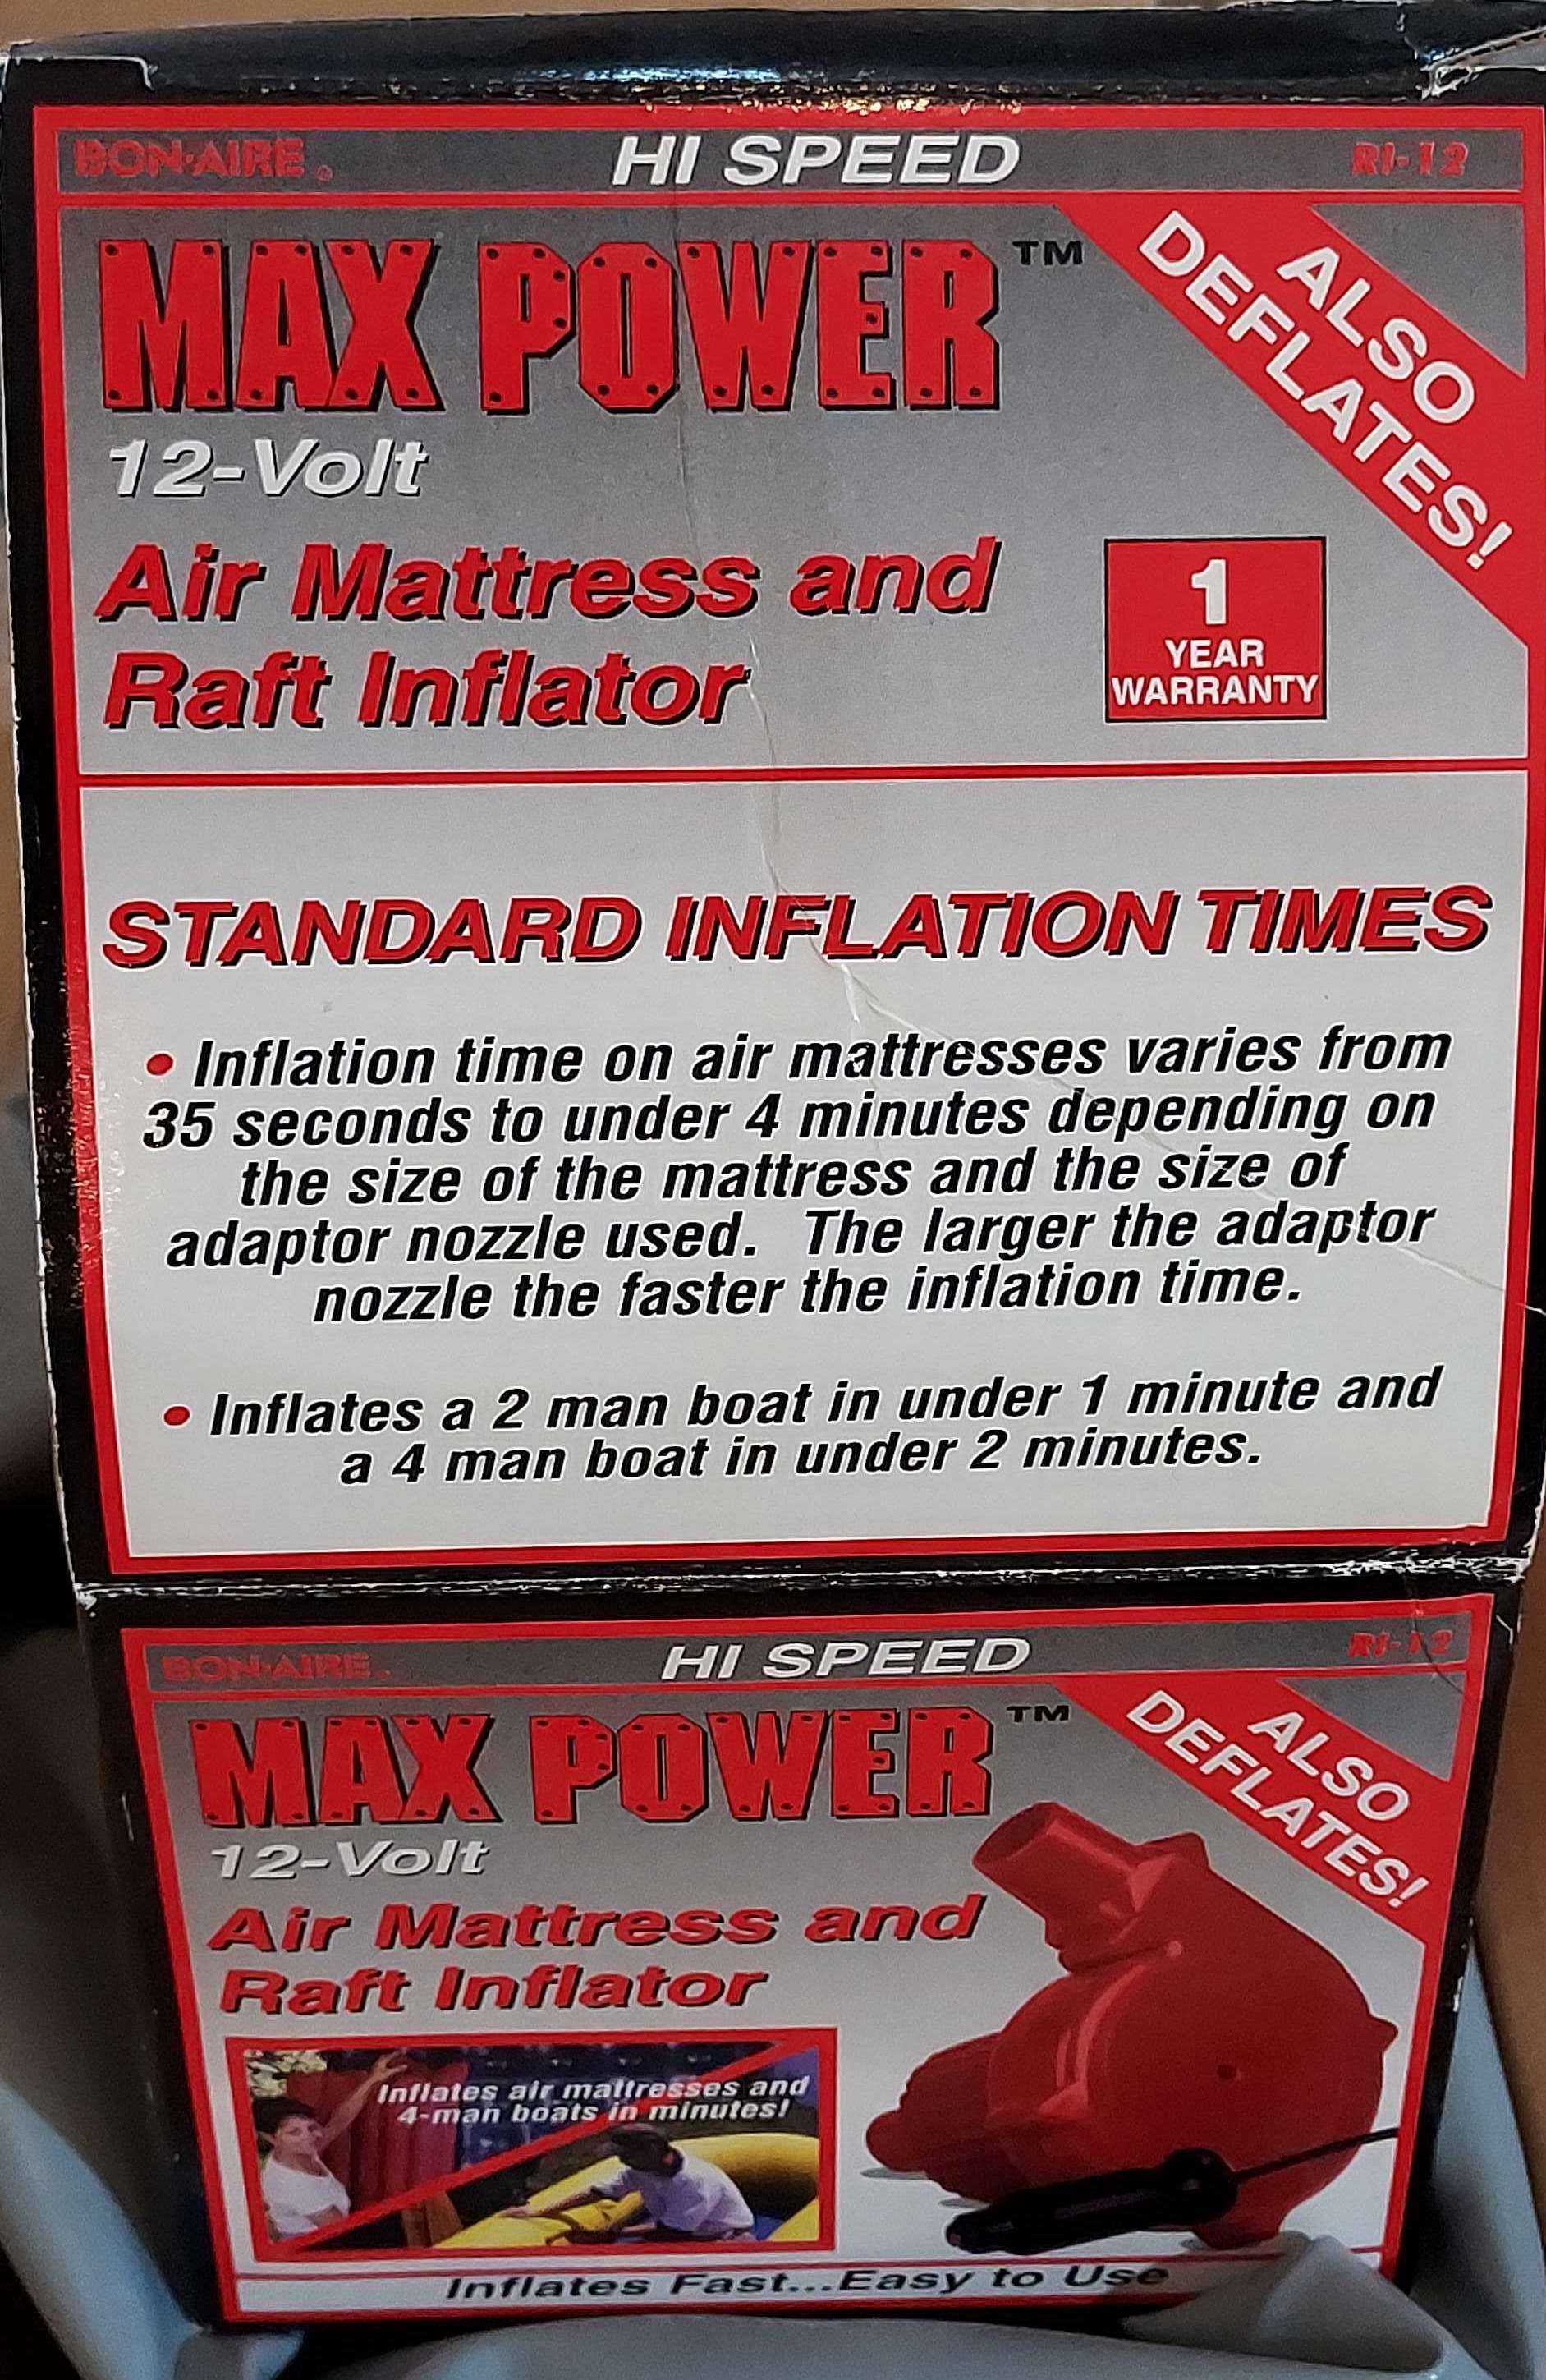 BON•AIRE®
HI SPEED
RI-12
MAX POWER™
ALSO
DEFLATES!
12-Volt
Air Mattress and
Raft Inflator
1
YEAR
WARRANTY
STANDARD INFLATION TIMES
• Inflation time on air mattresses varies from
35 seconds to under 4 minutes depending on
the size of the mattress and the size of
adaptor nozzle used. The larger the adaptor
nozzle the faster the inflation time.
• Inflates a 2 man boat in under 1 minute and
a 4 man boat in under 2 minutes.
BON•AIRE®
HI SPEED
RI-12
MAX POWER™
ALSO
DEFLATES!
12-Volt
Air Mattress and
Raft Inflator
Inflates air mattresses and
4-man boats in minutes!
Inflates Fast...Easy to Use